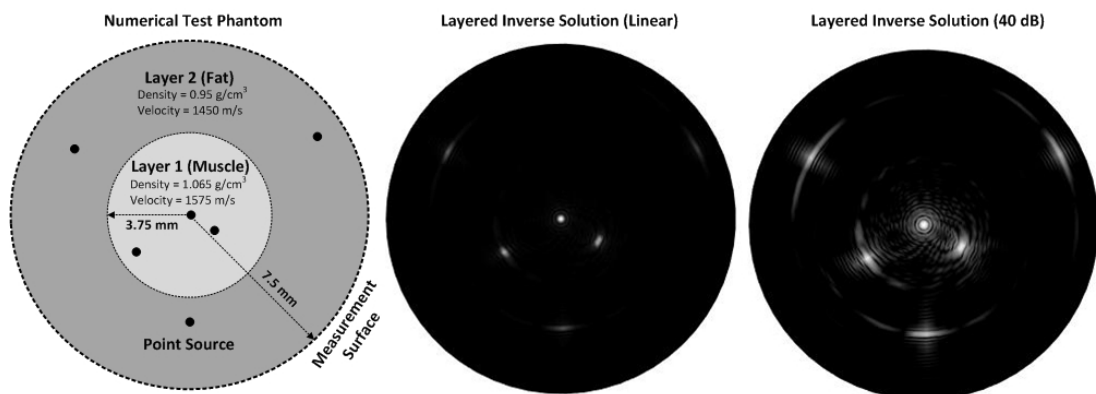 Numerical Test Phantom
Layered Inverse Solution (Linear)
Layered Inverse Solution (40 dB)
Layer 2 (Fat)
Density = 0.95 g/cm³
Velocity = 1450 m/s
Layer 1 (Muscle)
Density = 1.065 g/cm³
Velocity = 1575 m/s
3.75 mm
7.5 mm
Point Source
Measurement
Surface